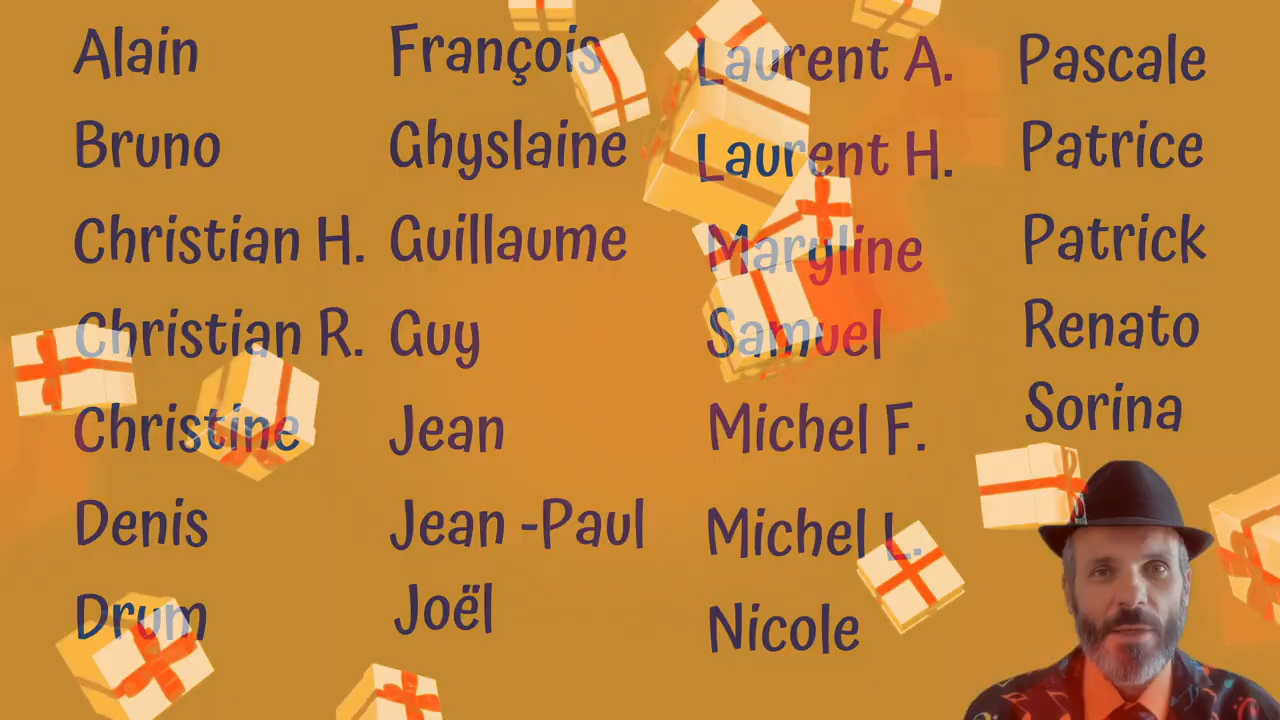 Alain
Bruno
Christian H.
Christian R.
Christine
Denis
Drum
François
Ghyslaine
Guillaume
Guy
Jean
Jean -Paul
Joël
Laurent A.
Laurent H.
Maryline
Samuel
Michel F.
Michel L.
Nicole
Pascale
Patrice
Patrick
Renato
Sorina